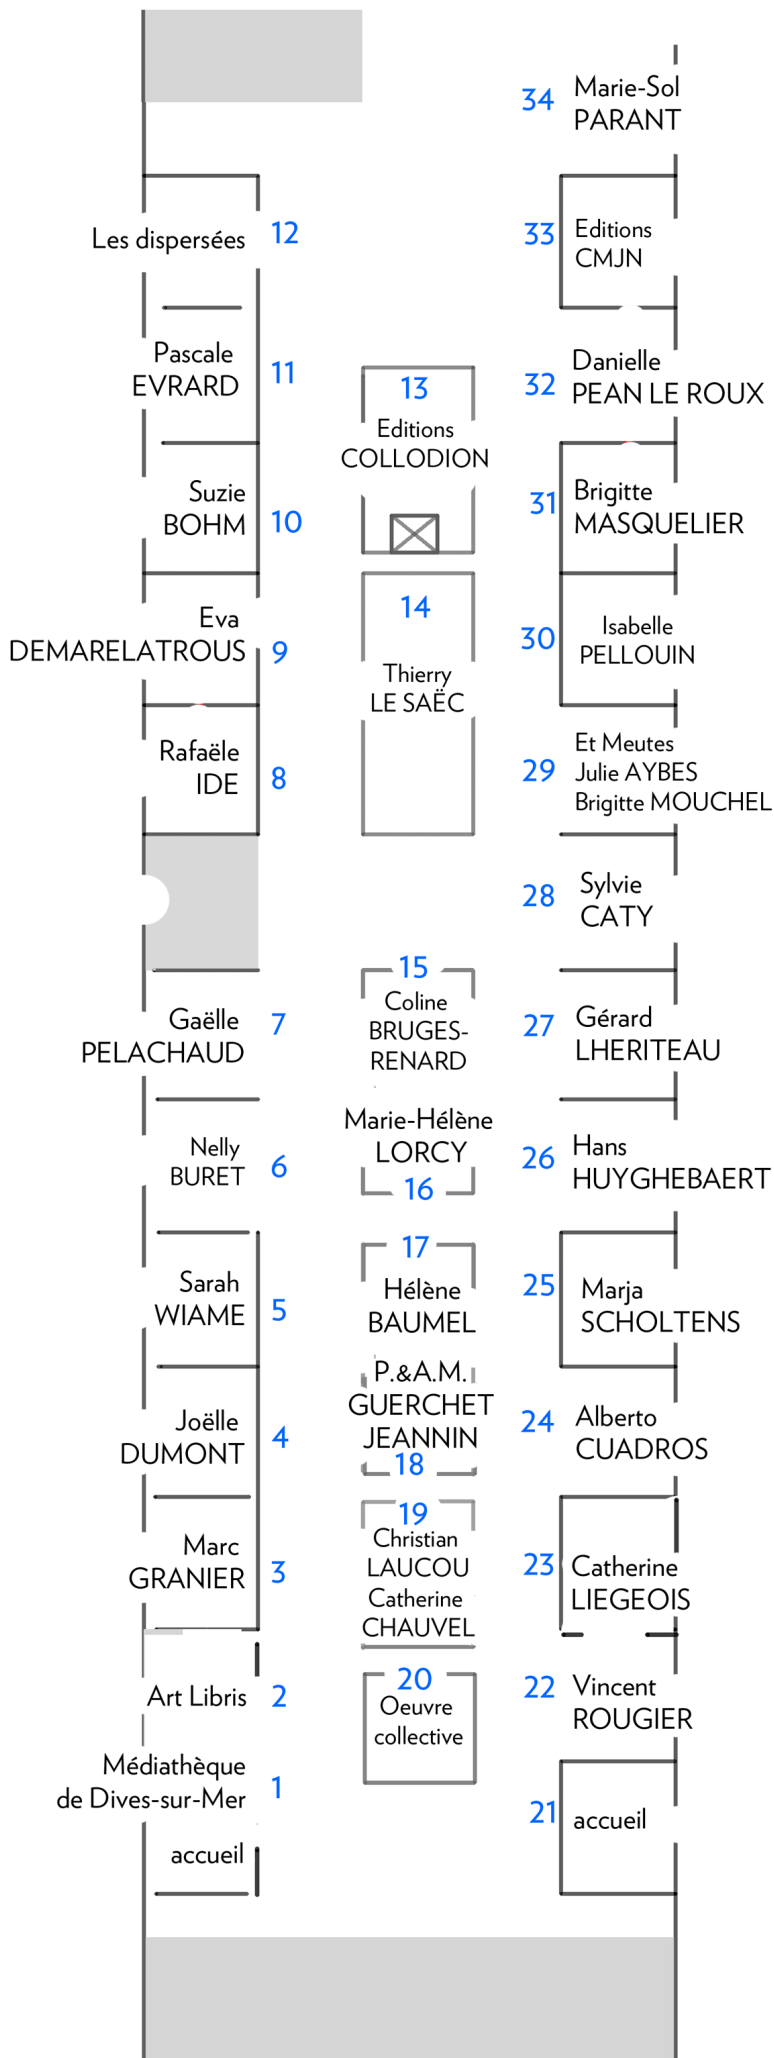 34
Marie-Sol
PARANT
Les dispersées
12
33
Editions
CMJN
Pascale
EVRARD
11
13
Editions
COLLODION
32
Danielle
PEAN LE ROUX
Suzie
BOHM
10
31
Brigitte
MASQUELIER
Eva
DEMARELATROUS
9
14
Thierry
LE SAËC
30
Isabelle
PELLOUIN
Rafaële
IDE
8
29
Et Meutes
Julie AYBES
Brigitte MOUCHEL
28
Sylvie
CATY
Gaëlle
PELACHAUD
7
15
Coline
BRUGES-
RENARD
27
Gérard
LHERITEAU
Nelly
BURET
6
Marie-Hélène
LORCY
16
26
Hans
HUYGHEBAERT
Sarah
WIAME
5
17
Hélène
BAUMEL
25
Marja
SCHOLTENS
Joëlle
DUMONT
4
P.&A.M.
GUERCHET
JEANNIN
18
24
Alberto
CUADROS
Marc
GRANIER
3
19
Christian
LAUCOU
Catherine
CHAUVEL
23
Catherine
LIEGEOIS
Art Libris
2
20
Oeuvre
collective
22
Vincent
ROUGIER
Médiathèque
de Dives-sur-Mer
1
accueil
21
accueil